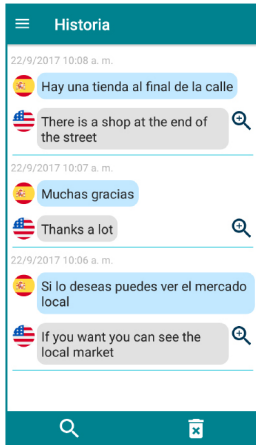 Historia
22/9/2017 10:08 a. m.
Hay una tienda al final de la calle
There is a shop at the end of
the street
22/9/2017 10:07 a. m.
Muchas gracias
Thanks a lot
22/9/2017 10:06 a. m.
Si lo deseas puedes ver el mercado
local
If you want you can see the
local market